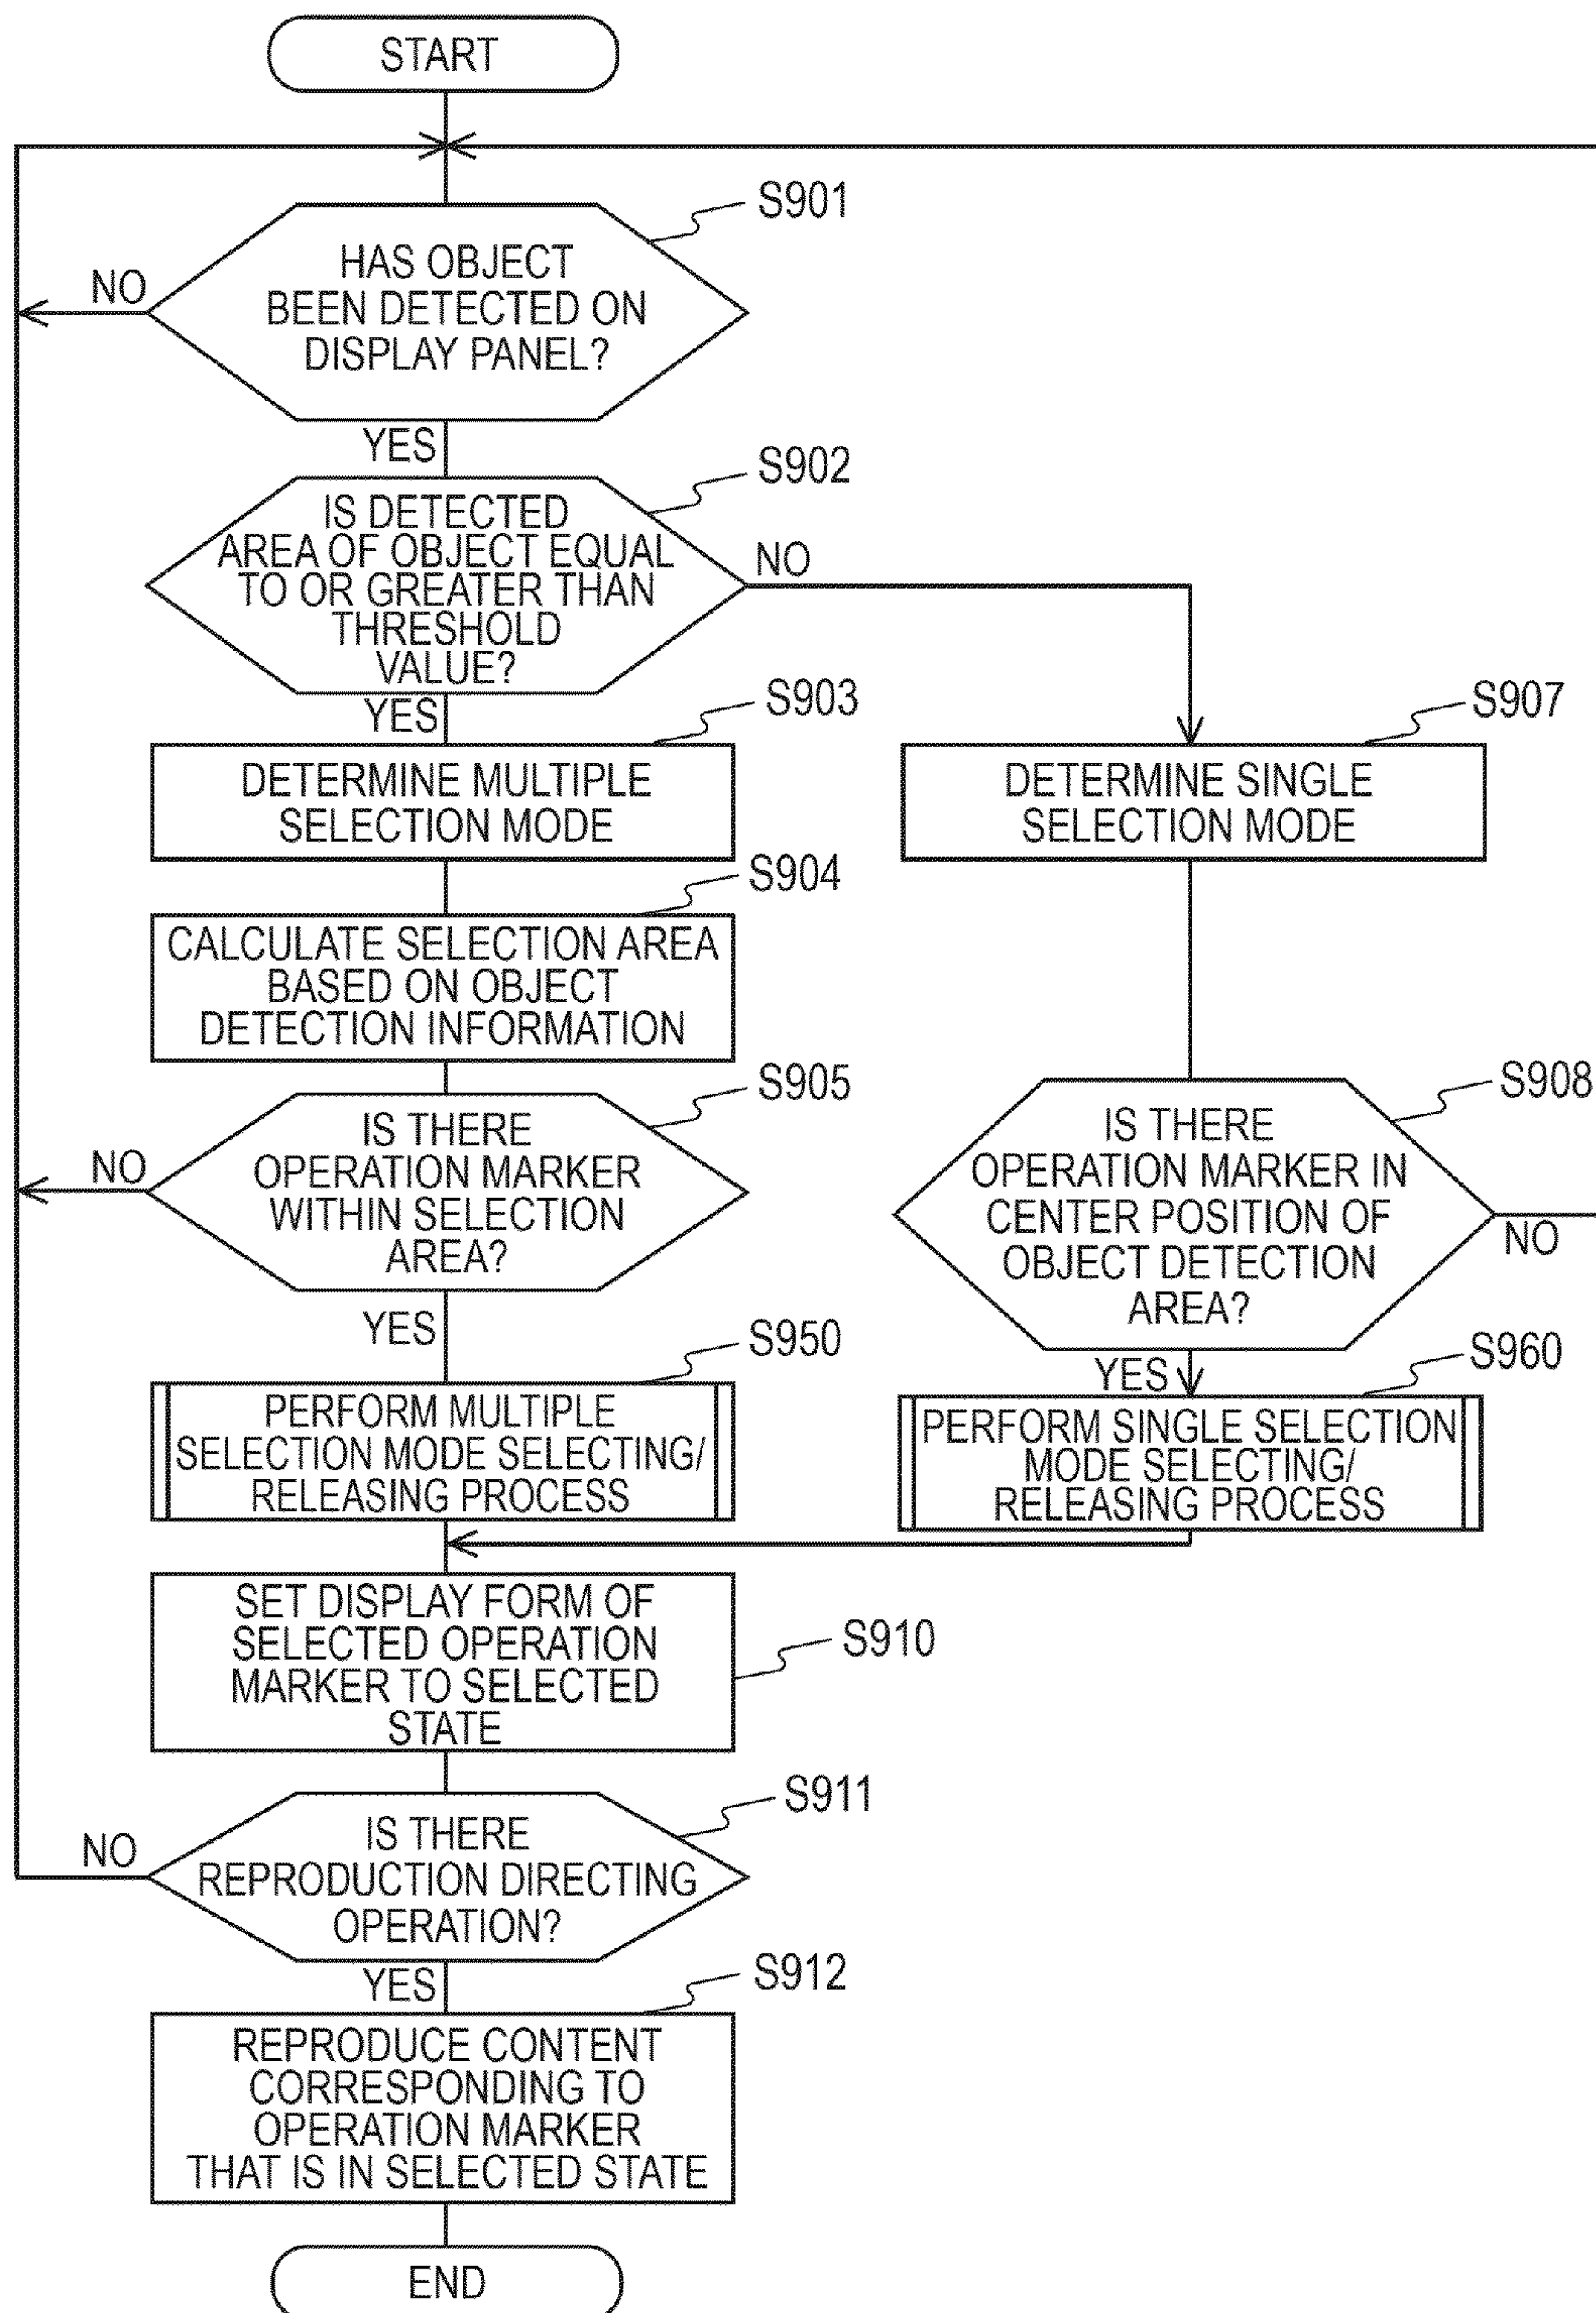 START
S901
HAS OBJECT
BEEN DETECTED ON
DISPLAY PANEL?
NO
YES
S902
IS DETECTED
AREA OF OBJECT EQUAL
TO OR GREATER THAN
THRESHOLD
VALUE?
NO
YES
S903
DETERMINE MULTIPLE
SELECTION MODE
S907
DETERMINE SINGLE
SELECTION MODE
S904
CALCULATE SELECTION AREA
BASED ON OBJECT
DETECTION INFORMATION
S905
IS THERE
OPERATION MARKER
WITHIN SELECTION
AREA?
NO
YES
S908
IS THERE
OPERATION MARKER IN
CENTER POSITION OF
OBJECT DETECTION
AREA?
NO
YES
S950
PERFORM MULTIPLE
SELECTION MODE SELECTING/
RELEASING PROCESS
S960
PERFORM SINGLE SELECTION
MODE SELECTING/
RELEASING PROCESS
SET DISPLAY FORM OF
SELECTED OPERATION
MARKER TO SELECTED
STATE
S910
S911
IS THERE
REPRODUCTION DIRECTING
OPERATION?
NO
YES
S912
REPRODUCE CONTENT
CORRESPONDING TO
OPERATION MARKER
THAT IS IN SELECTED STATE
END